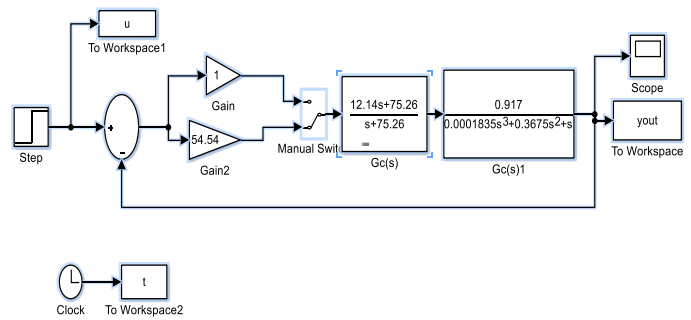 u
To Workspace1
1
Gain
Step
+
−
54.54
Gain2
Manual Swit
12.14s+75.26
s+75.26
Gc(s)
0.917
0.0001835s³+0.3675s²+s
Gc(s)1
Scope
yout
To Workspace
Clock
t
To Workspace2